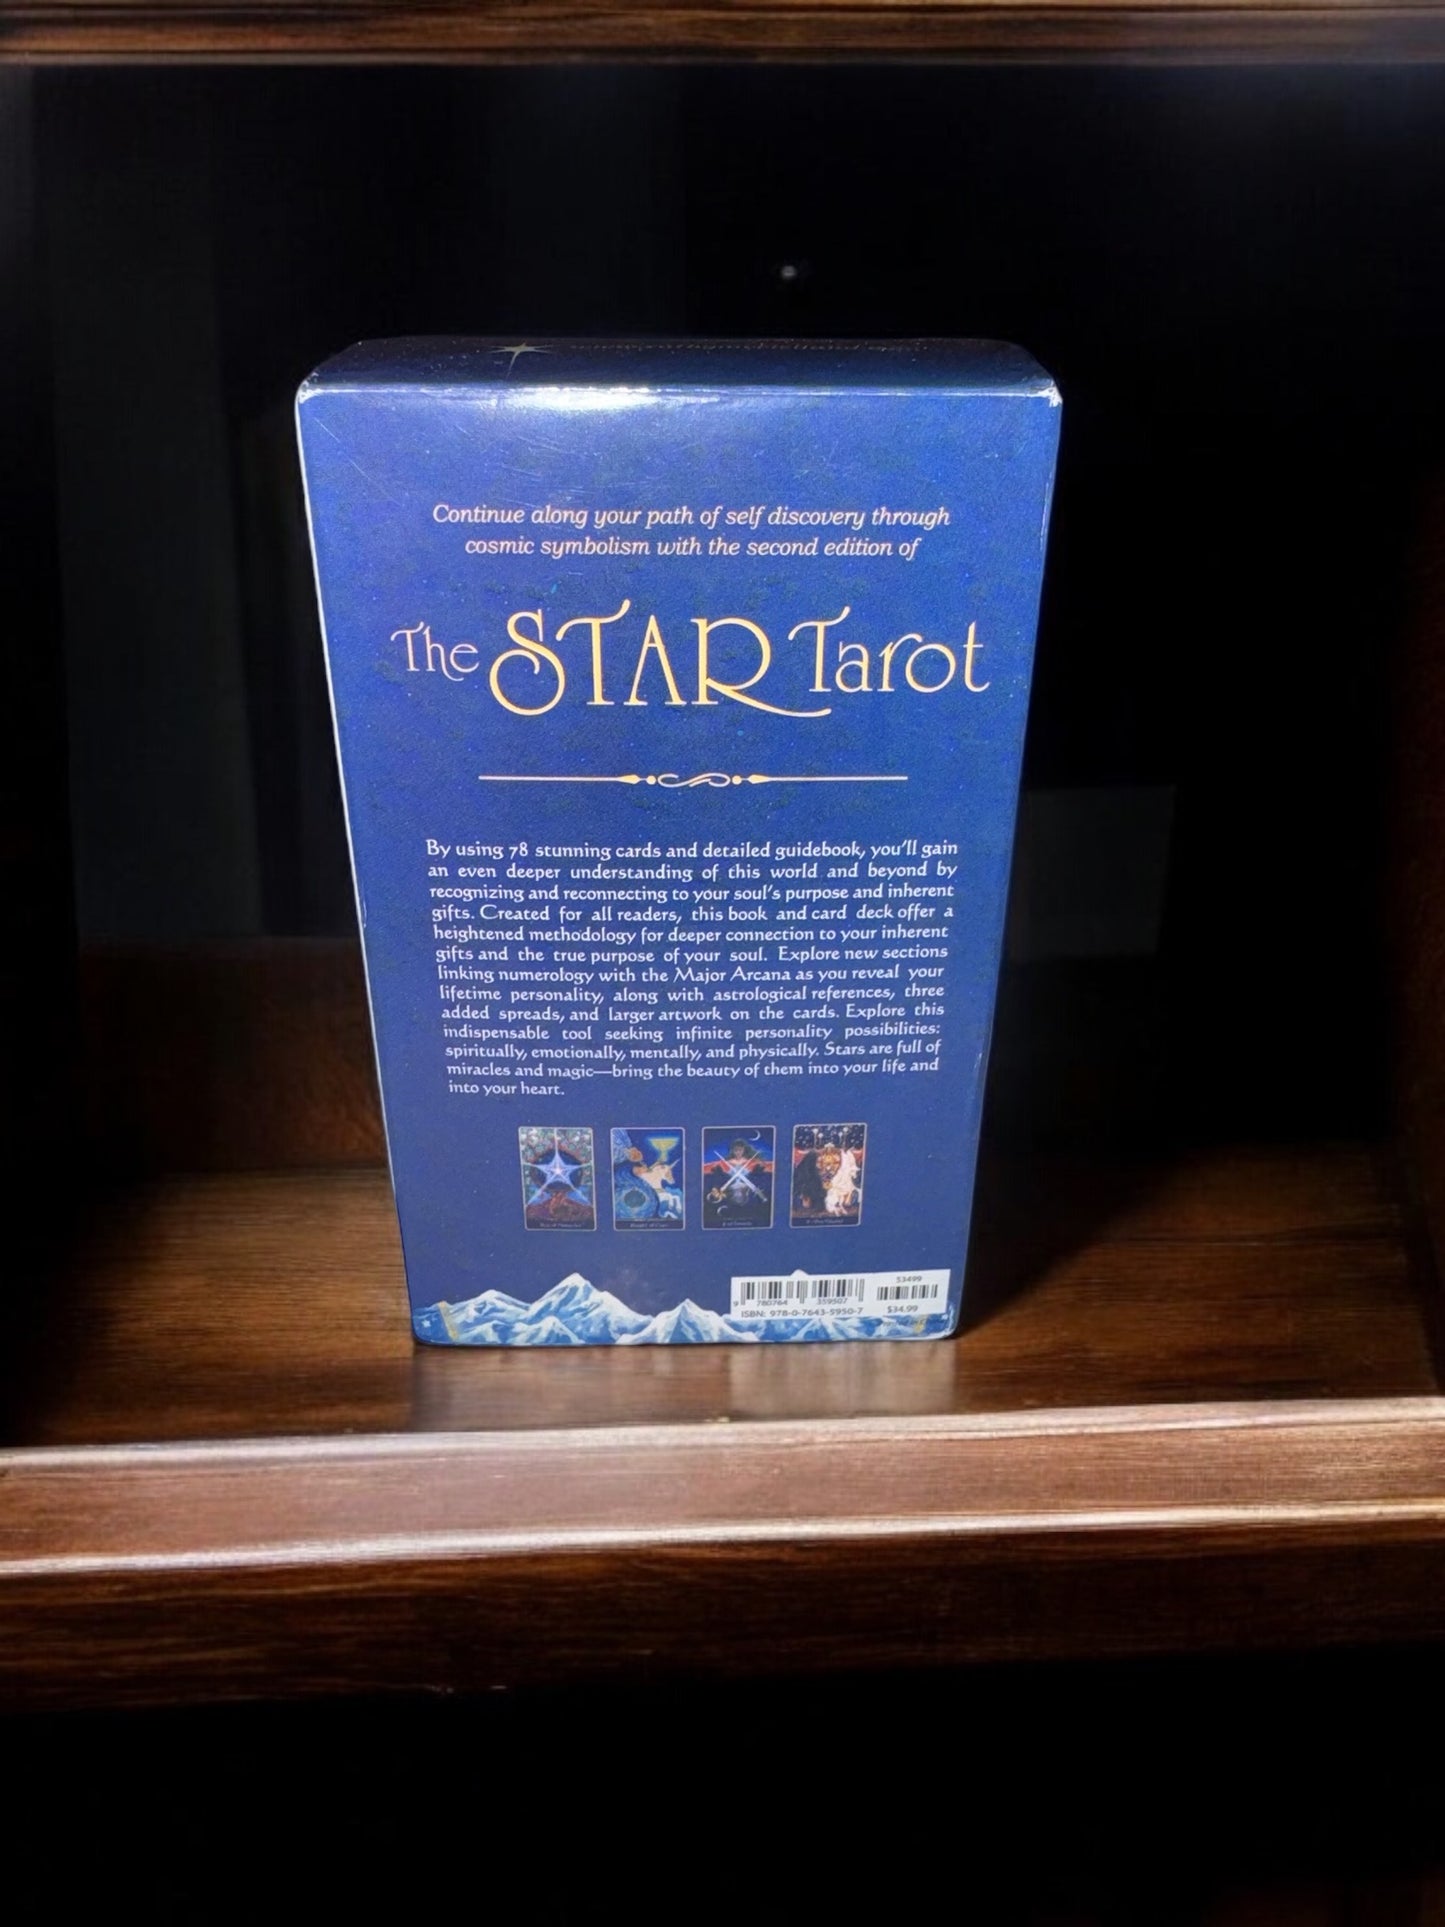 Continue along your path of self discovery through
cosmic symbolism with the second edition of
The STAR Tarot
By using 78 stunning cards and detailed guidebook, you'll gain
an even deeper understanding of this world and beyond by
recognizing and reconnecting to your soul's purpose and inherent
gifts. Created for all readers, this book and card deck offer a
heightened methodology for deeper connection to your inherent
gifts and the true purpose of your soul. Explore new sections
linking numerology with the Major Arcana as you reveal your
lifetime personality, along with astrological references, three
added spreads, and larger artwork on the cards. Explore this
indispensable tool seeking infinite personality possibilities:
spiritually, emotionally, mentally, and physically. Stars are full of
miracles and magic—bring the beauty of them into your life and
into your heart.
53499
9 780764 359507
ISBN: 978-0-7643-5950-7 $34.99